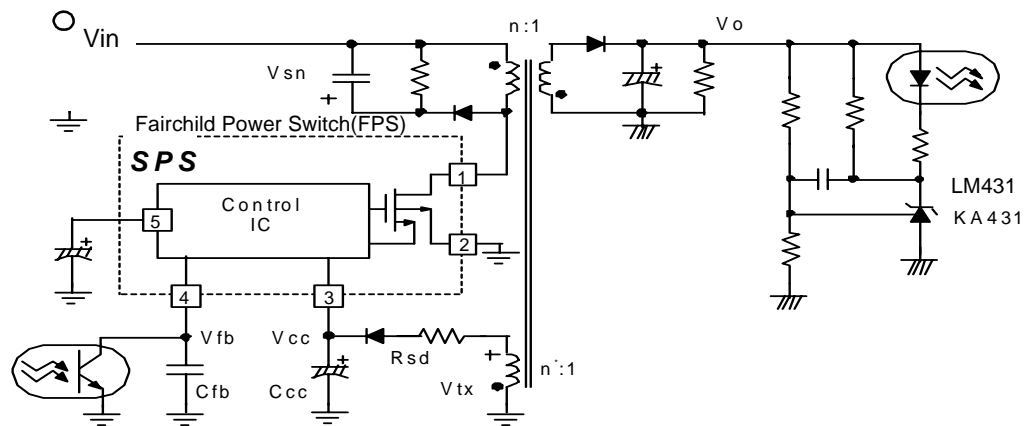 Vin
n:1
Vo
Vsn
+
+
Fairchild Power Switch(FPS)
SPS
1
Control
IC
5
+
2
LM431
KA431
4
3
Vfb
Vcc
Rsd
+
Vtx
n':1
+
Cfb
Ccc